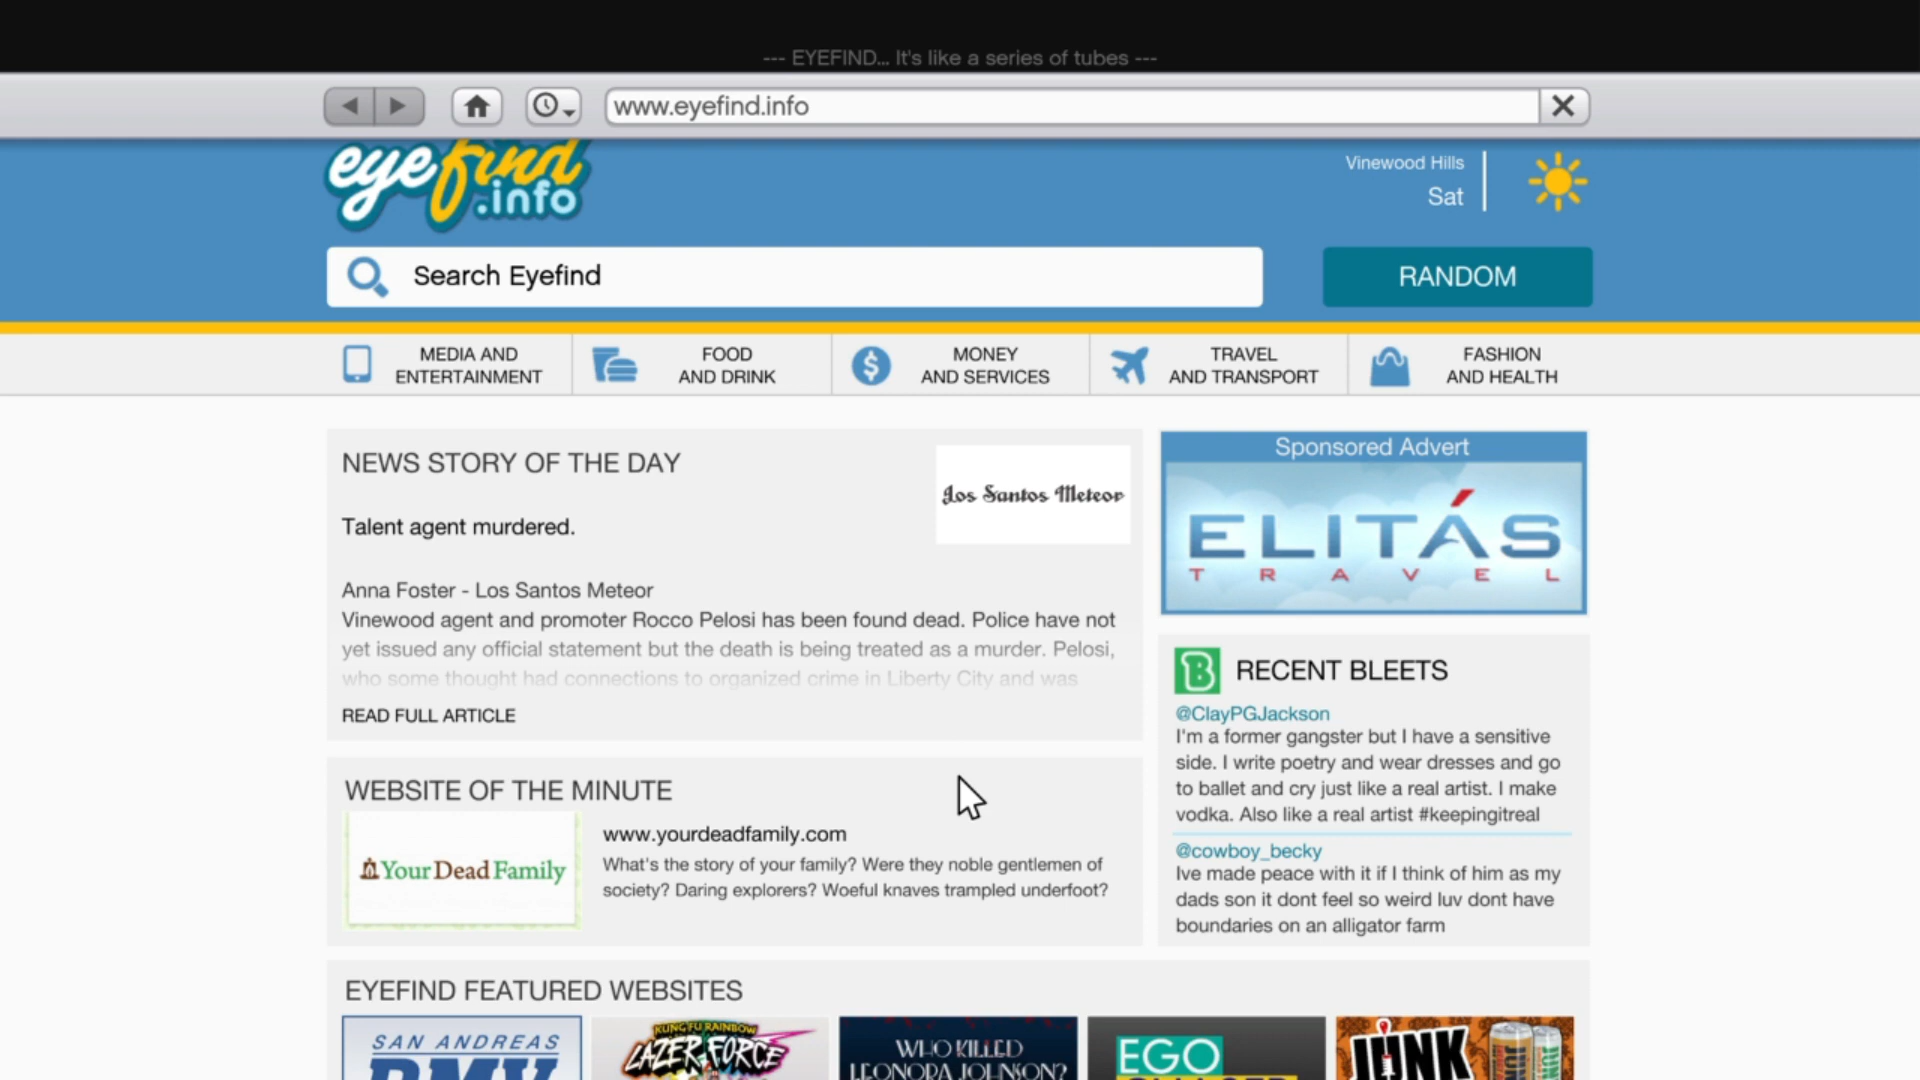 --- EYEFIND... It's like a series of tubes ---
www.eyefind.info
eyefind
.info
Vinewood Hills
Sat
Search Eyefind
RANDOM
MEDIA AND
ENTERTAINMENT
FOOD
AND DRINK
MONEY
AND SERVICES
TRAVEL
AND TRANSPORT
FASHION
AND HEALTH
NEWS STORY OF THE DAY
Los Santos Meteor
Talent agent murdered.
Anna Foster - Los Santos Meteor
Vinewood agent and promoter Rocco Pelosi has been found dead. Police have not
yet issued any official statement but the death is being treated as a murder. Pelosi,
who some thought had connections to organized crime in Liberty City and was
READ FULL ARTICLE
Sponsored Advert
ELITÁS
TRAVEL
WEBSITE OF THE MINUTE
Your Dead Family
www.yourdeadfamily.com
What's the story of your family? Were they noble gentlemen of
society? Daring explorers? Woeful knaves trampled underfoot?
B RECENT BLEETS
@ClayPGJackson
I'm a former gangster but I have a sensitive
side. I write poetry and wear dresses and go
to ballet and cry just like a real artist. I make
vodka. Also like a real artist #keepingitreal
@cowboy_becky
Ive made peace with it if I think of him as my
dads son it dont feel so weird luv dont have
boundaries on an alligator farm
EYEFIND FEATURED WEBSITES
SAN ANDREAS
DMV
KUNG FU RAINBOW
LAZER FORCE
WHO KILLED
LEONORA JOHNSON?
EGO
JUNK